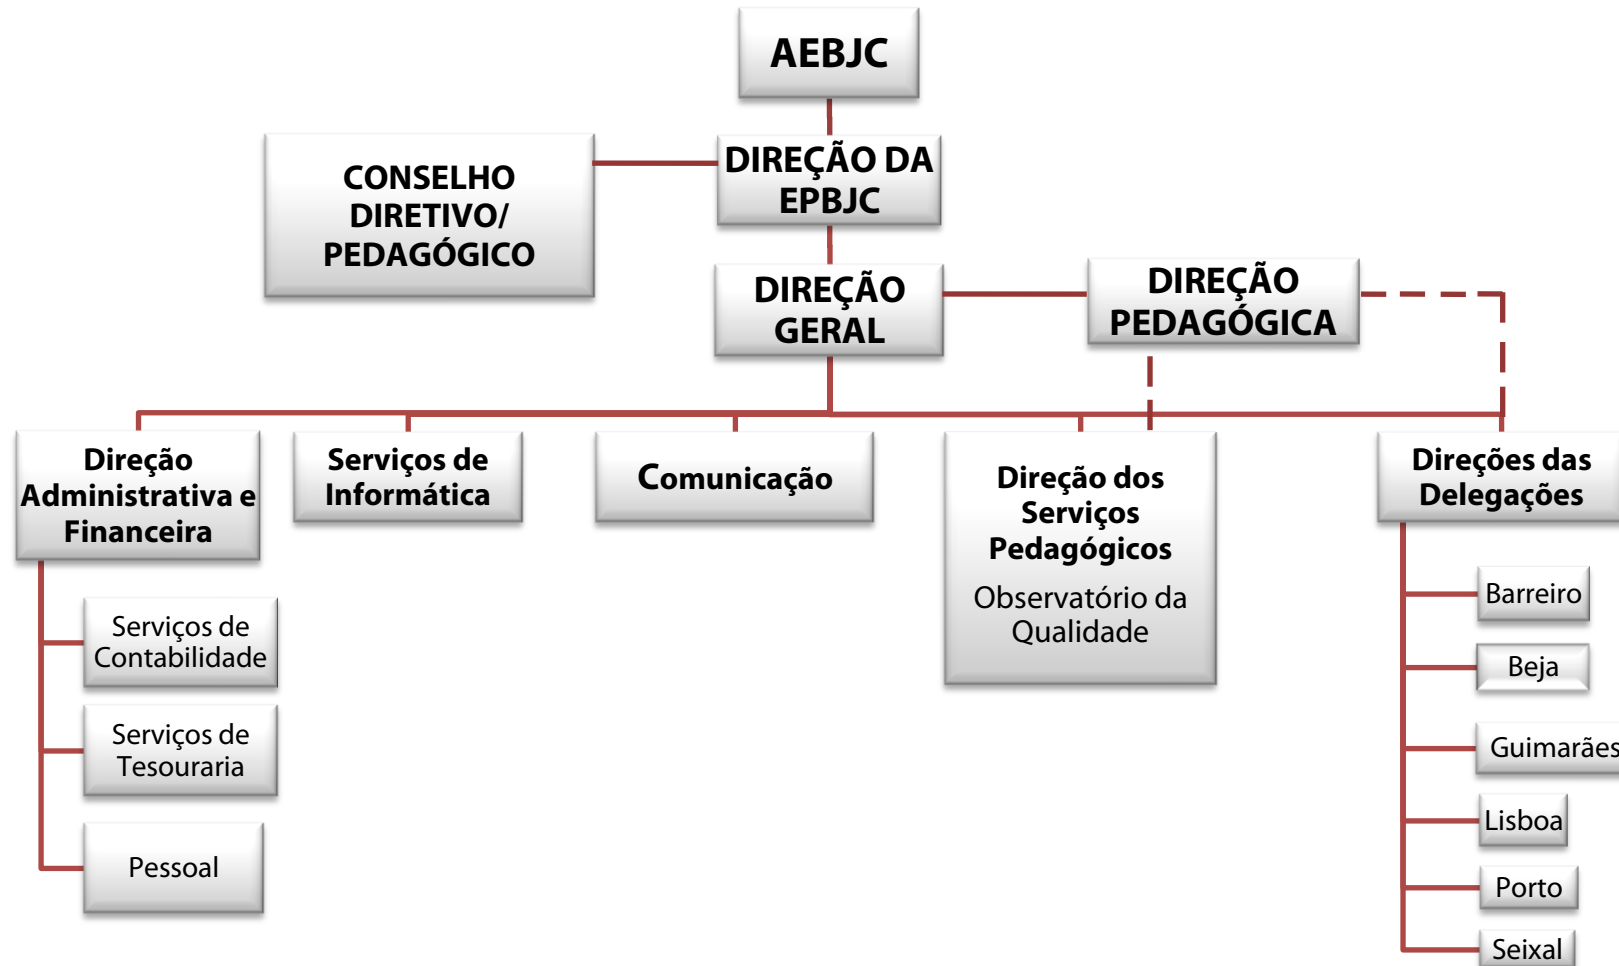 AEBJC
CONSELHO
DIRETIVO/
PEDAGÓGICO
DIREÇÃO DA
EPBJC
DIREÇÃO
GERAL
DIREÇÃO
PEDAGÓGICA
Direção
Administrativa e
Financeira
Serviços de
Informática
Comunicação
Direção dos
Serviços
Pedagógicos
Observatório da
Qualidade
Direções das
Delegações
Serviços de
Contabilidade
Serviços de
Tesouraria
Pessoal
Barreiro
Beja
Guimarães
Lisboa
Porto
Seixal